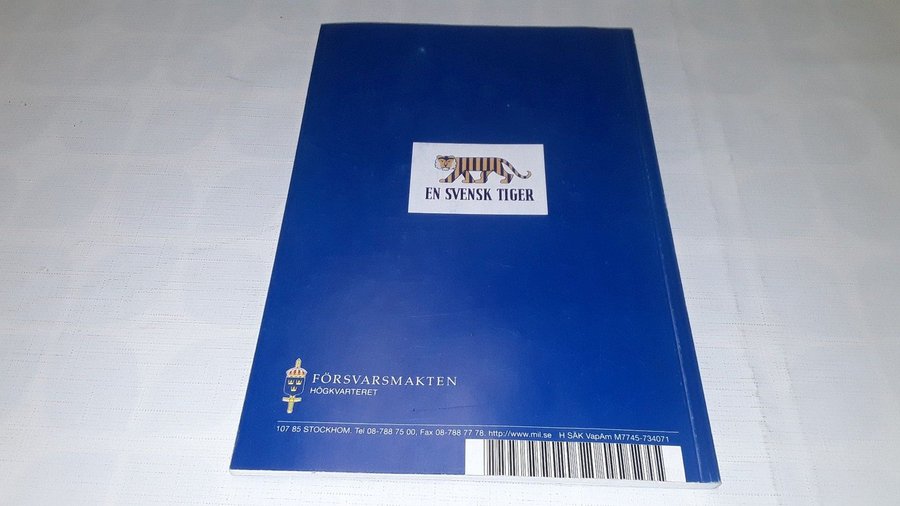 EN SVENSK TIGER
FÖRSVARSMAKTEN
HÖGKVARTERET
107 85 STOCKHOM. Tel 08-788 75 00, Fax 08-788 77 78. http://www.mil.se H SÄK VapAm M7745-734071